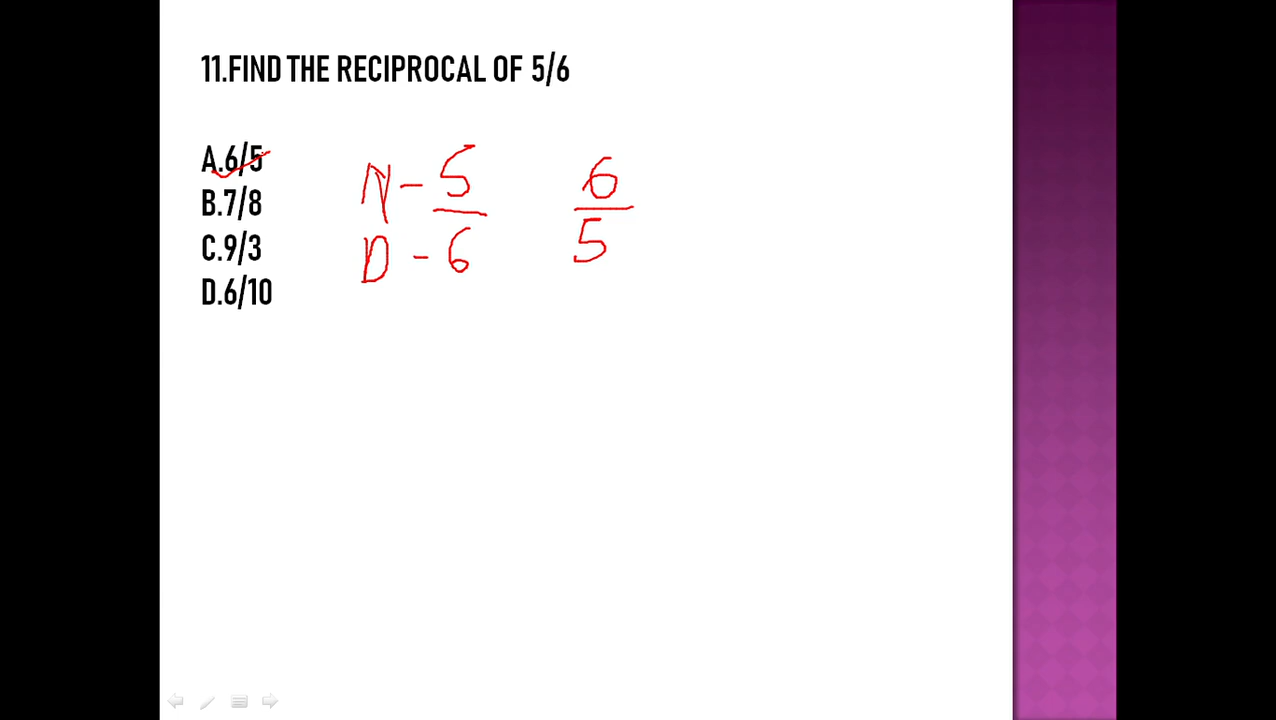 11.FIND THE RECIPROCAL OF 5/6
A.6/5
B.7/8
C.9/3
D.6/10
N - 5
D - 6
6
5